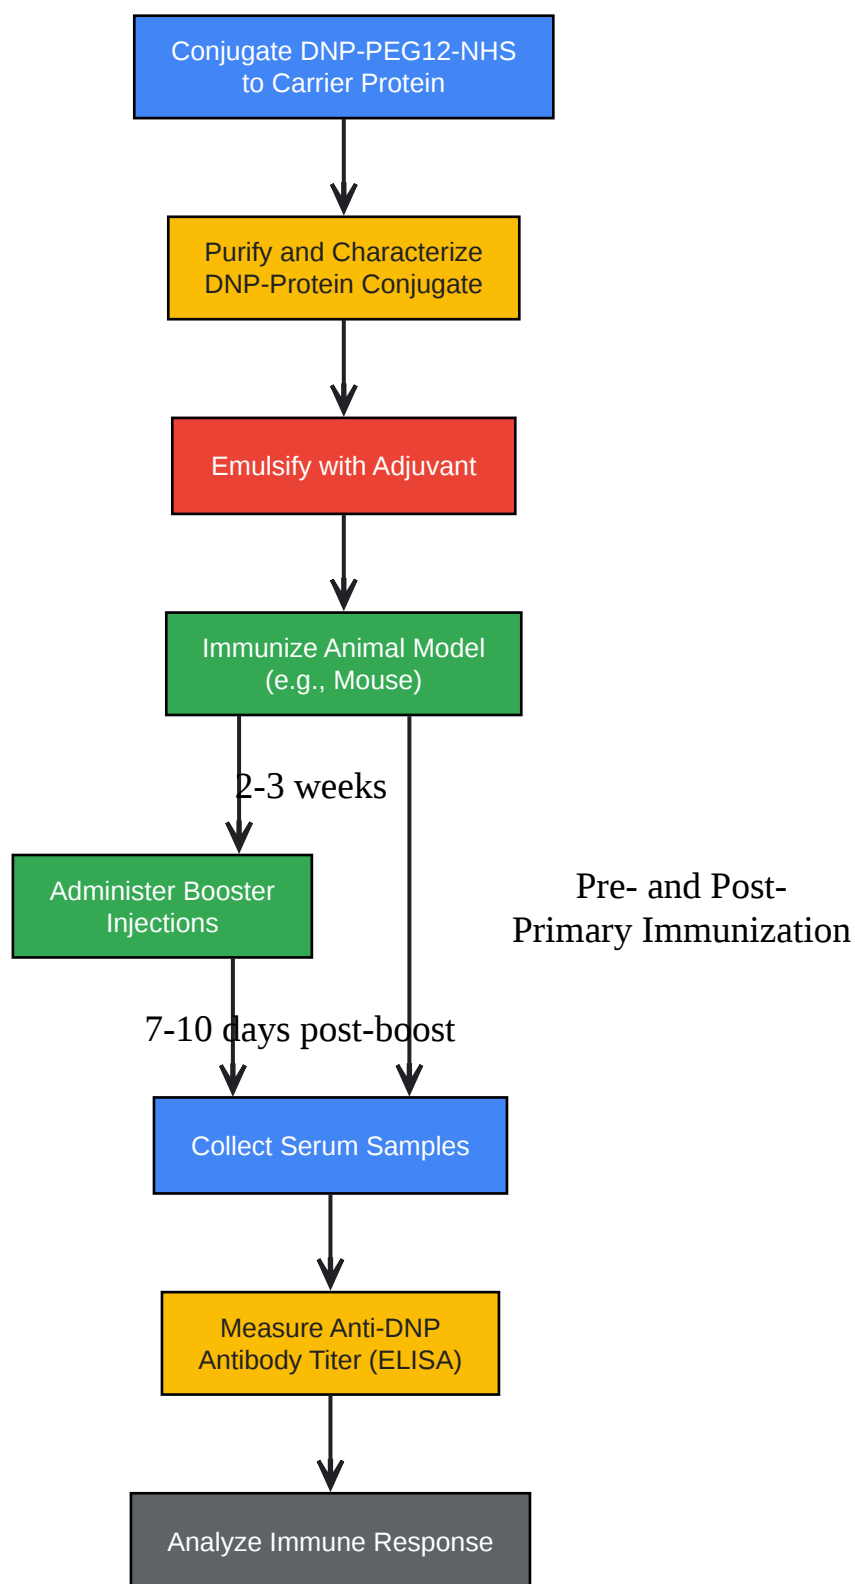 Conjugate DNP-PEG12-NHS
to Carrier Protein
Purify and Characterize
DNP-Protein Conjugate
Emulsify with Adjuvant
Immunize Animal Model
(e.g., Mouse)
2-3 weeks
Administer Booster
Injections
Pre- and Post-
Primary Immunization
7-10 days post-boost
Collect Serum Samples
Measure Anti-DNP
Antibody Titer (ELISA)
Analyze Immune Response